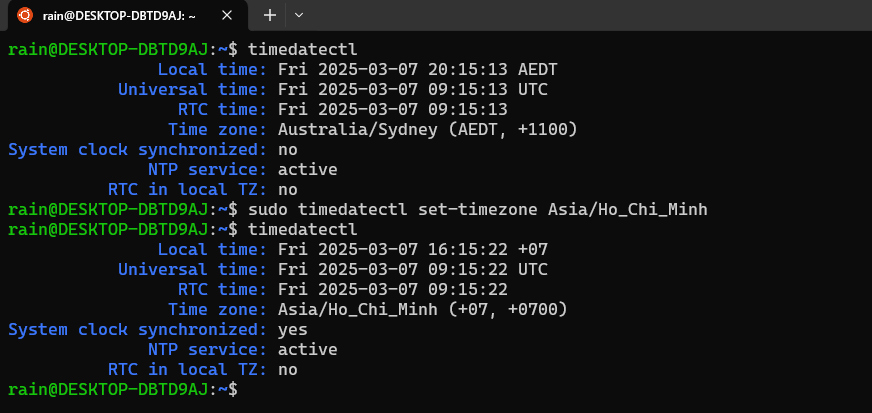 rain@DESKTOP-DBTD9AJ: ~
rain@DESKTOP-DBTD9AJ:~$ timedatectl
Local time: Fri 2025-03-07 20:15:13 AEDT
Universal time: Fri 2025-03-07 09:15:13 UTC
RTC time: Fri 2025-03-07 09:15:13
Time zone: Australia/Sydney (AEDT, +1100)
System clock synchronized: no
NTP service: active
RTC in local TZ: no
rain@DESKTOP-DBTD9AJ:~$ sudo timedatectl set-timezone Asia/Ho_Chi_Minh
rain@DESKTOP-DBTD9AJ:~$ timedatectl
Local time: Fri 2025-03-07 16:15:22 +07
Universal time: Fri 2025-03-07 09:15:22 UTC
RTC time: Fri 2025-03-07 09:15:22
Time zone: Asia/Ho_Chi_Minh (+07, +0700)
System clock synchronized: yes
NTP service: active
RTC in local TZ: no
rain@DESKTOP-DBTD9AJ:~$